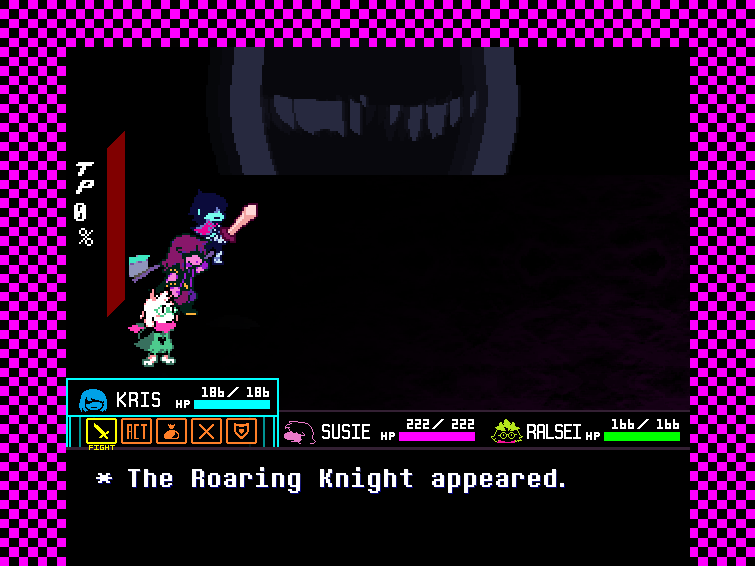 TP
0
%
KRIS HP 186/ 186
ACT
FIGHT
SUSIE HP 222/ 222
RALSEI HP 166/ 166
* The Roaring Knight appeared.